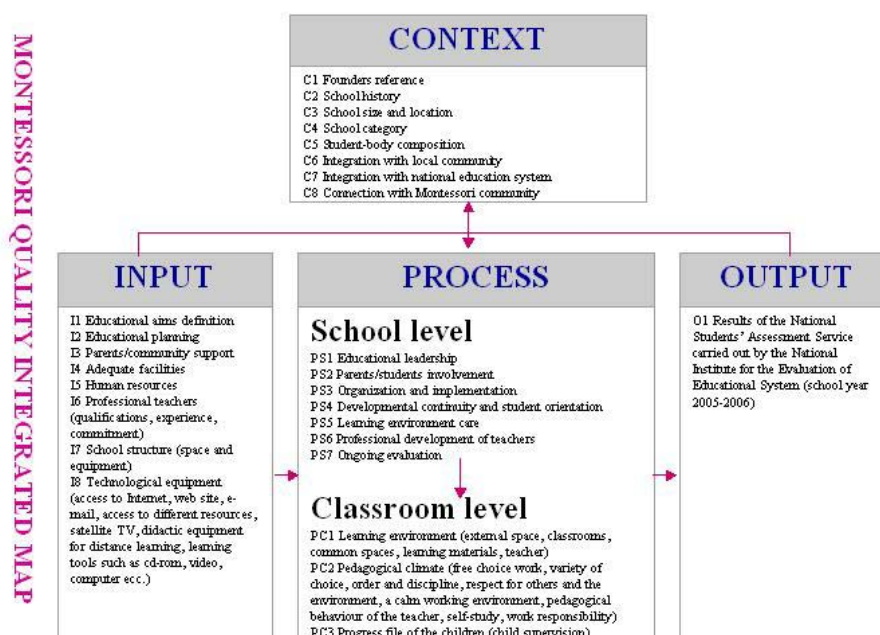 MONTESSORI QUALITY INTEGRATED MAP
CONTEXT
C1 Founders reference
C2 School history
C3 School size and location
C4 School category
C5 Student-body composition
C6 Integration with local community
C7 Integration with national education system
C8 Connection with Montessori community
INPUT
I1 Educational aims definition
I2 Educational planning
I3 Parents/community support
I4 Adequate facilities
I5 Human resources
I6 Professional teachers
(qualifications, experience,
commitment)
I7 School structure (space and
equipment)
I8 Technological equipment
(access to Internet, web site, e-
mail, access to different resources,
satellite TV, didactic equipment
for distance learning, learning
tools such as cd-rom, video,
computer ecc.)
PROCESS
School level
PS1 Educational leadership
PS2 Parents/students involvement
PS3 Organization and implementation
PS4 Developmental continuity and student orientation
PS5 Learning environment care
PS6 Professional development of teachers
PS7 Ongoing evaluation
Classroom level
PC1 Learning environment (external space, classrooms,
common spaces, learning materials, teacher)
PC2 Pedagogical climate (free choice work, variety of
choice, order and discipline, respect for others and the
environment, a calm working environment, pedagogical
behaviour of the teacher, self-study, work responsibility)
PC3 Progress file of the children (child supervision)
OUTPUT
O1 Results of the National
Students' Assessment Service
carried out by the National
Institute for the Evaluation of
Educational System (school year
2005-2006)